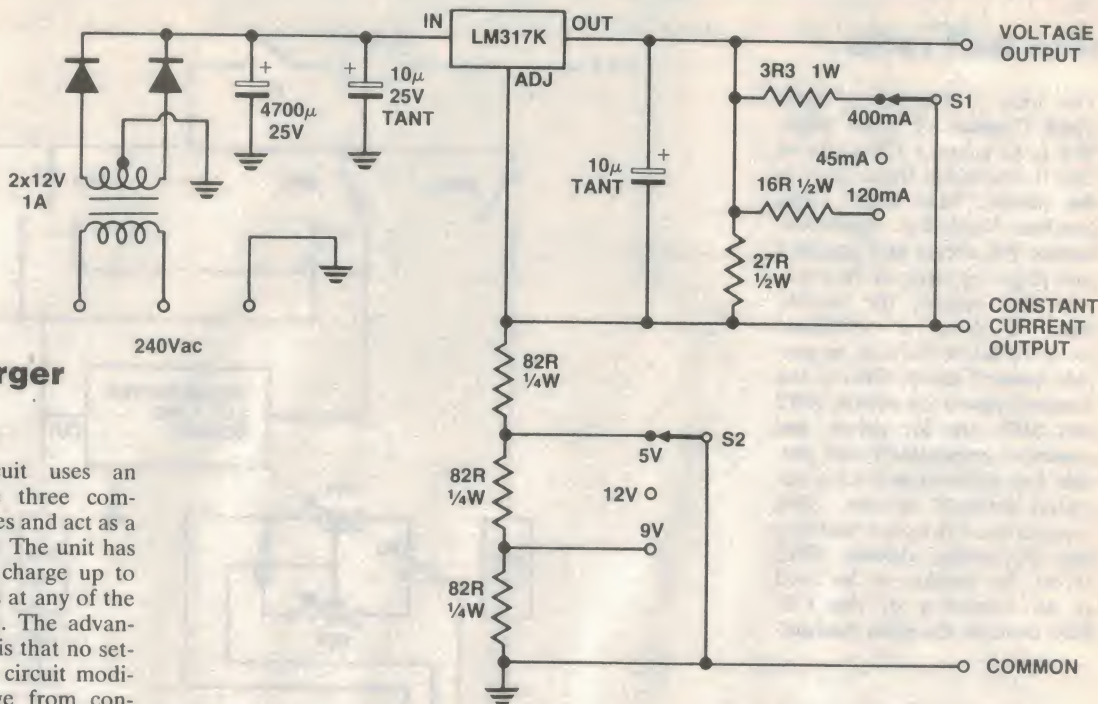 IN
LM317K
OUT
ADJ
VOLTAGE
OUTPUT
3R3 1W
S1
400mA
+
4700µ
25V
+
10µ
25V
TANT
+
10µ
TANT
45mA
16R ½W
120mA
27R
½W
2x12V
1A
240Vac
CONSTANT
CURRENT
OUTPUT
82R
¼W
S2
5V
82R
¼W
12V
9V
82R
¼W
COMMON
rger
cuit uses an
three com-
es and act as a
The unit has
charge up to
s at any of the
. The advan-
is that no set-
circuit modi-
ge from con-